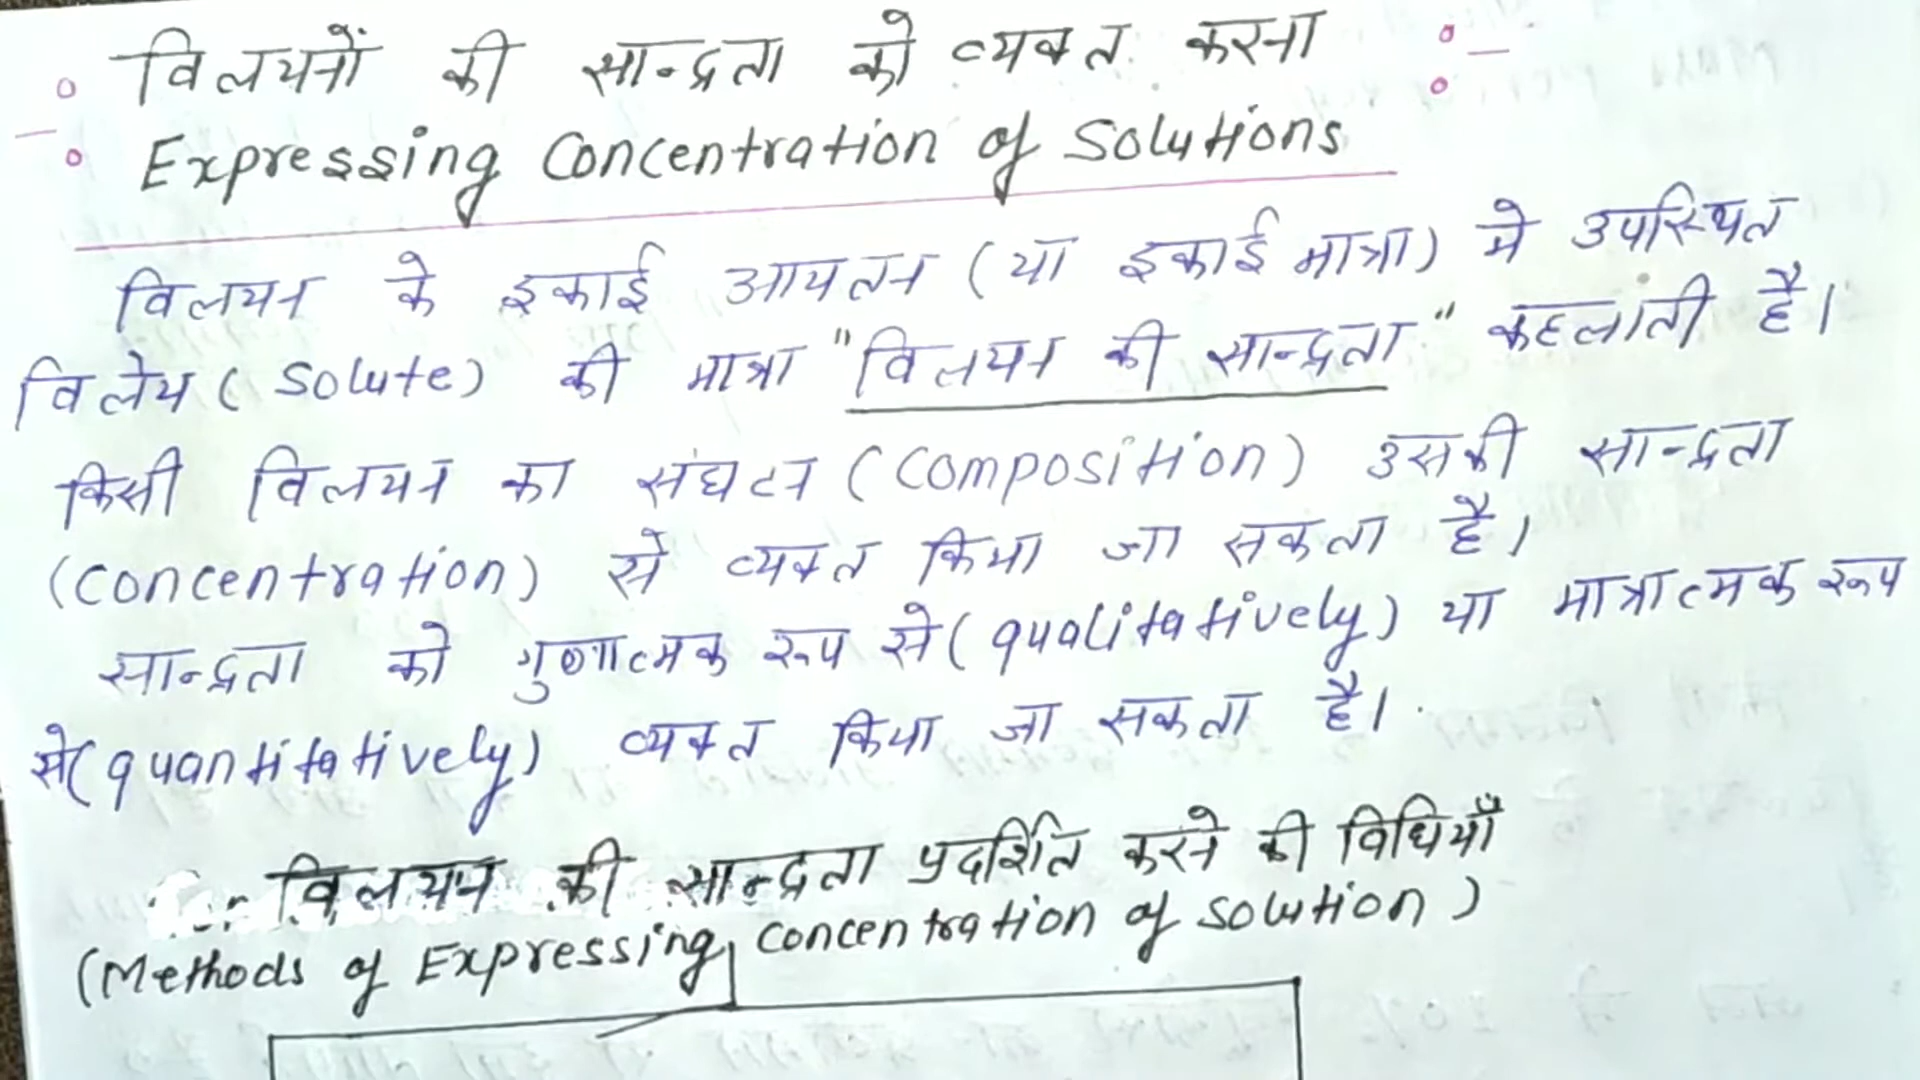 विलयनों की सान्द्रता को व्यक्त करना :-
Expressing Concentration of Solutions
विलयन के इकाई आयतन (या इकाई मात्रा) मे उपस्थित
विलेय (Solute) की मात्रा "विलयन की सान्द्रता" कहलाती है।
किसी विलयन का संघटन (Composition) उसकी सान्द्रता
(Concentration) से व्यक्त किया जा सकता है।
सान्द्रता को गुणात्मक रूप से (qualitatively) या मात्रात्मक रूप
से (quantitatively) व्यक्त किया जा सकता है।
विलयन की सान्द्रता प्रदर्शित करने की विधियाँ
(Methods of Expressing Concentration of Solution)